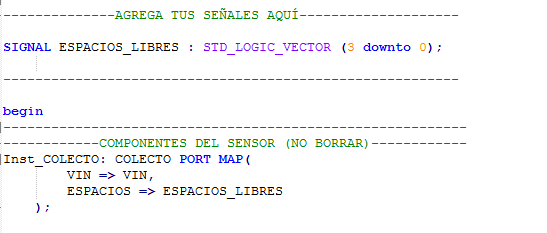 --------------AGREGA TUS SEÑALES AQUÍ--------------------
SIGNAL ESPACIOS_LIBRES : STD_LOGIC_VECTOR (3 downto 0);
---------------------------------------------------------
begin
----------------------------------------------------------
------------COMPONENTES DEL SENSOR (NO BORRAR)------------
Inst_COLECTO: COLECTO PORT MAP(
VIN => VIN,
ESPACIOS => ESPACIOS_LIBRES
);